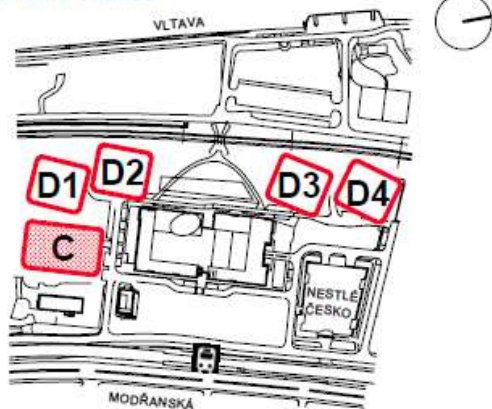 VLTAVA
D1
D2
D3
D4
C
NESTLÉ
ČESKO
MODŘANSKÁ